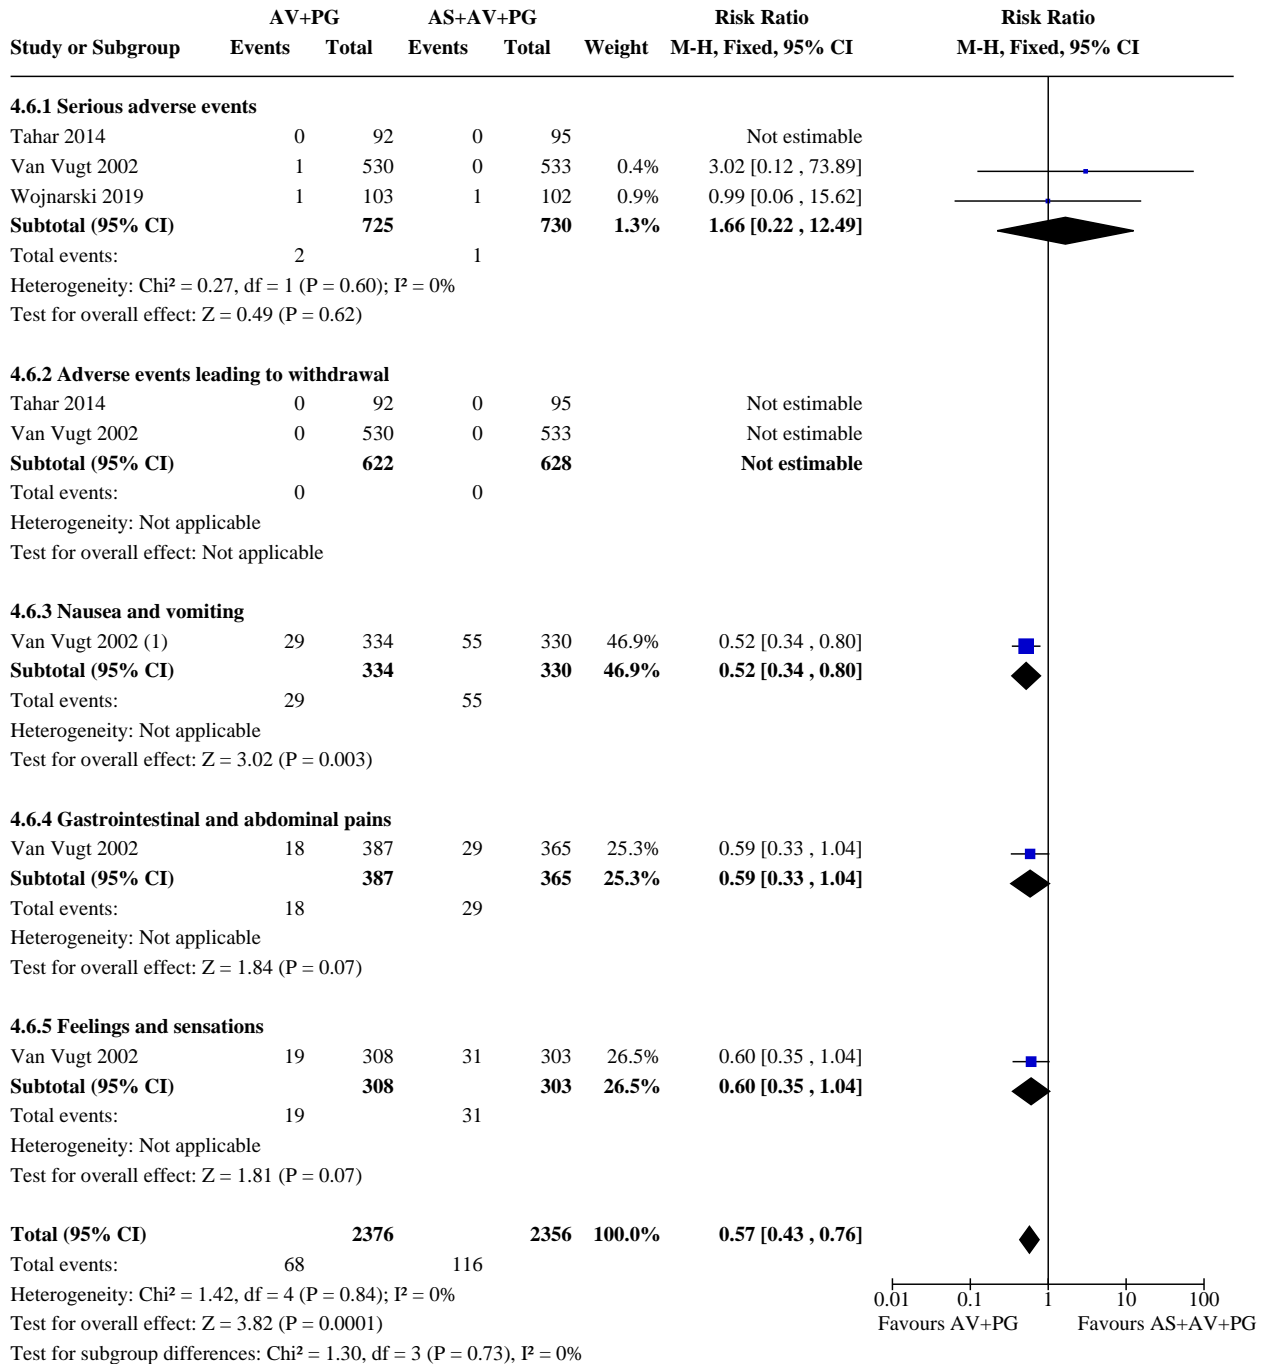 AV+PG AS+AV+PG Risk Ratio Risk Ratio
Study or Subgroup Events Total Events Total Weight M-H, Fixed, 95% CI M-H, Fixed, 95% CI
4.6.1 Serious adverse events
Tahar 2014 0 92 0 95 Not estimable
Van Vugt 2002 1 530 0 533 0.4% 3.02 [0.12 , 73.89]
Wojnarski 2019 1 103 1 102 0.9% 0.99 [0.06 , 15.62]
Subtotal (95% CI) 725 730 1.3% 1.66 [0.22 , 12.49]
Total events: 2 1
Heterogeneity: Chi² = 0.27, df = 1 (P = 0.60); I² = 0%
Test for overall effect: Z = 0.49 (P = 0.62)
4.6.2 Adverse events leading to withdrawal
Tahar 2014 0 92 0 95 Not estimable
Van Vugt 2002 0 530 0 533 Not estimable
Subtotal (95% CI) 622 628 Not estimable
Total events: 0 0
Heterogeneity: Not applicable
Test for overall effect: Not applicable
4.6.3 Nausea and vomiting
Van Vugt 2002 (1) 29 334 55 330 46.9% 0.52 [0.34 , 0.80]
Subtotal (95% CI) 334 330 46.9% 0.52 [0.34 , 0.80]
Total events: 29 55
Heterogeneity: Not applicable
Test for overall effect: Z = 3.02 (P = 0.003)
4.6.4 Gastrointestinal and abdominal pains
Van Vugt 2002 18 387 29 365 25.3% 0.59 [0.33 , 1.04]
Subtotal (95% CI) 387 365 25.3% 0.59 [0.33 , 1.04]
Total events: 18 29
Heterogeneity: Not applicable
Test for overall effect: Z = 1.84 (P = 0.07)
4.6.5 Feelings and sensations
Van Vugt 2002 19 308 31 303 26.5% 0.60 [0.35 , 1.04]
Subtotal (95% CI) 308 303 26.5% 0.60 [0.35 , 1.04]
Total events: 19 31
Heterogeneity: Not applicable
Test for overall effect: Z = 1.81 (P = 0.07)
Total (95% CI) 2376 2356 100.0% 0.57 [0.43 , 0.76]
Total events: 68 116
Heterogeneity: Chi² = 1.42, df = 4 (P = 0.84); I² = 0%
0.01 0.1 1 10 100
Test for overall effect: Z = 3.82 (P = 0.0001) Favours AV+PG Favours AS+AV+PG
Test for subgroup differences: Chi² = 1.30, df = 3 (P = 0.73), I² = 0%